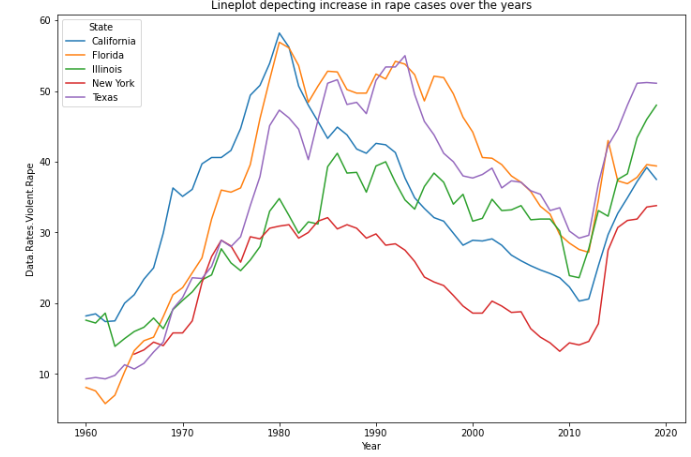 Lineplot depecting increase in rape cases over the years
60
50
40
30
20
10
Data.Rates.Violent.Rape
State
California
Florida
Illinois
New York
Texas
1960
1970
1980
1990
2000
2010
2020
Year